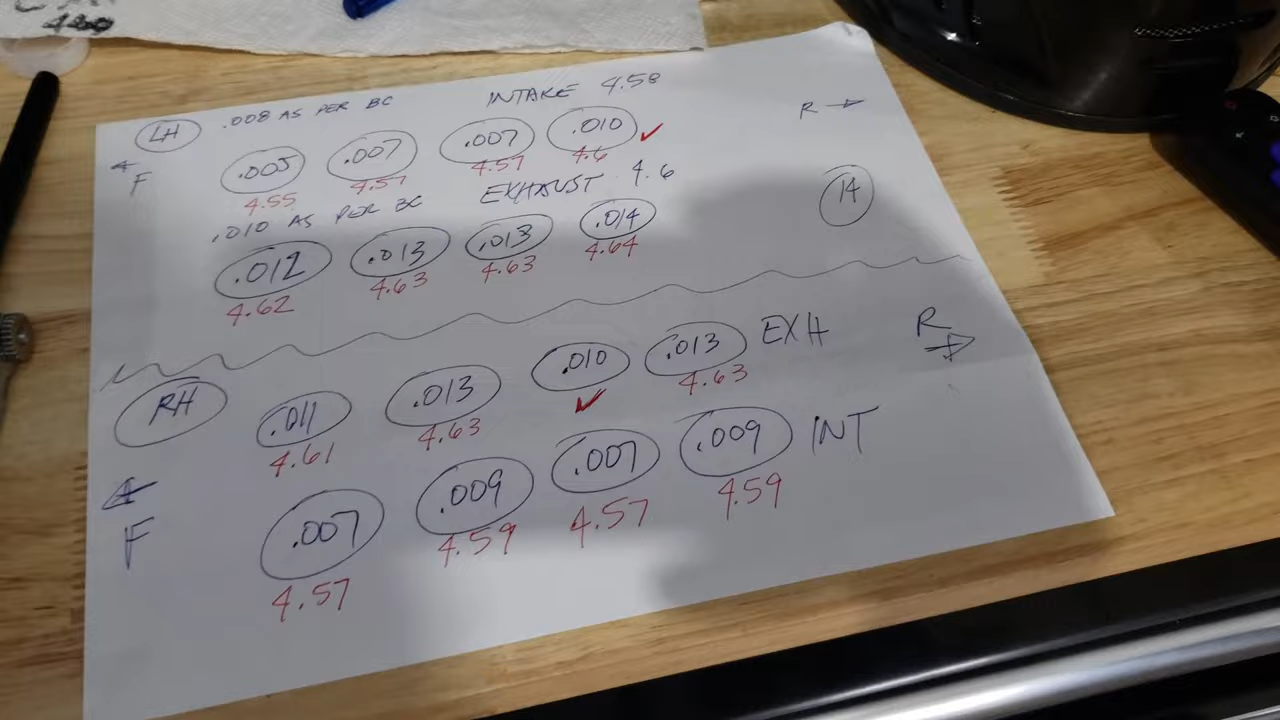 LH .008 AS PER BC INTAKE 4.58
F .005 .007 .007 .010 ✓ R →
4.55 4.57 4.57 4.6
.010 AS PER BC EXHAUST 4.6
.012 .013 .013 .014 14
4.62 4.63 4.63 4.64
RH .011 .013 .010 .013 EXH R →
4.61 4.63 ✓ 4.63
← F .007 .009 .007 .009 INT
4.57 4.59 4.57 4.59